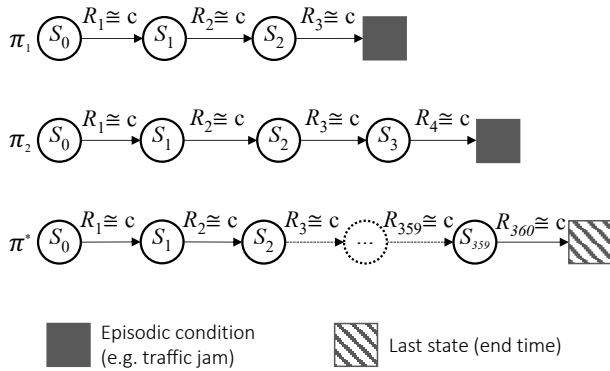 R₁ ≅ c R₂ ≅ c R₃ ≅ c
π₁ S₀ S₁ S₂
R₁ ≅ c R₂ ≅ c R₃ ≅ c R₄ ≅ c
π₂ S₀ S₁ S₂ S₃
R₁ ≅ c R₂ ≅ c R₃ ≅ c R₃₅₉ ≅ c R₃₆₀ ≅ c
π* S₀ S₁ S₂ ... S₃₅₉
Episodic condition
(e.g. traffic jam)
Last state (end time)